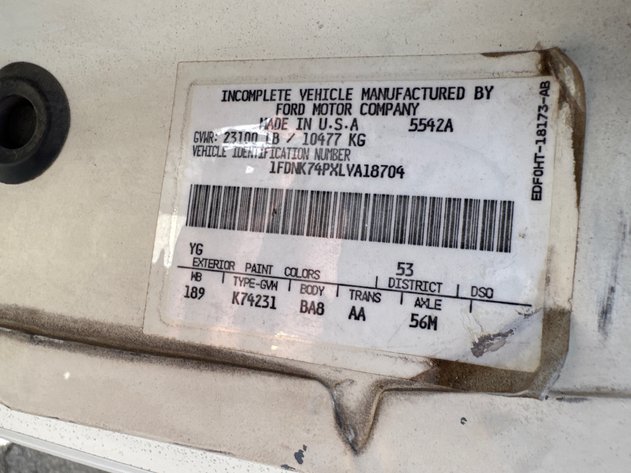 INCOMPLETE VEHICLE MANUFACTURED BY
FORD MOTOR COMPANY
MADE IN U.S.A 5542A
GVWR: 23100 LB / 10477 KG
VEHICLE IDENTIFICATION NUMBER
1FDNK74PXLVA18704
YG 53
EXTERIOR PAINT COLORS DISTRICT DSO
WB TYPE-GVW BODY TRANS AXLE
189 K74231 BA8 AA 56M
EDF0HT-18173-AB